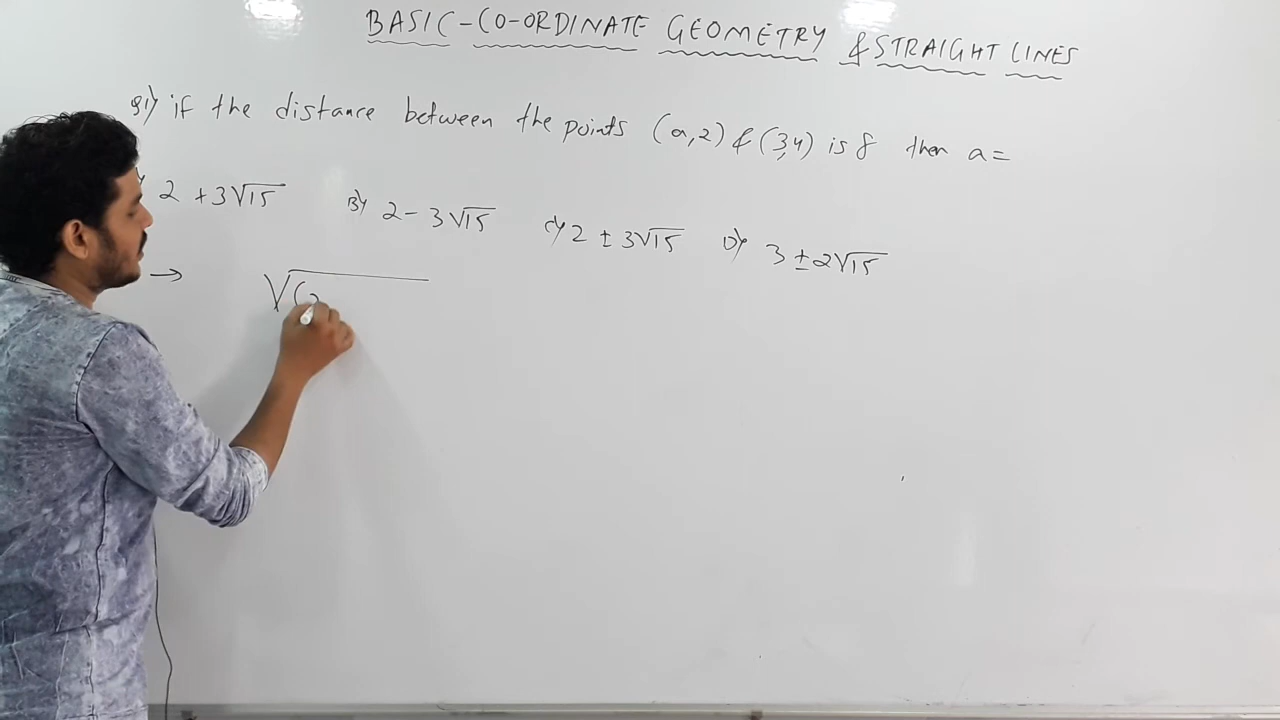 BASIC-CO-ORDINATE GEOMETRY & STRAIGHT LINES
Q1) if the distance between the points (a,2) & (3,4) is 8 then a=
2 + 3√15 B) 2 - 3√15 C) 2 ± 3√15 D) 3 ± 2√15
→ √(